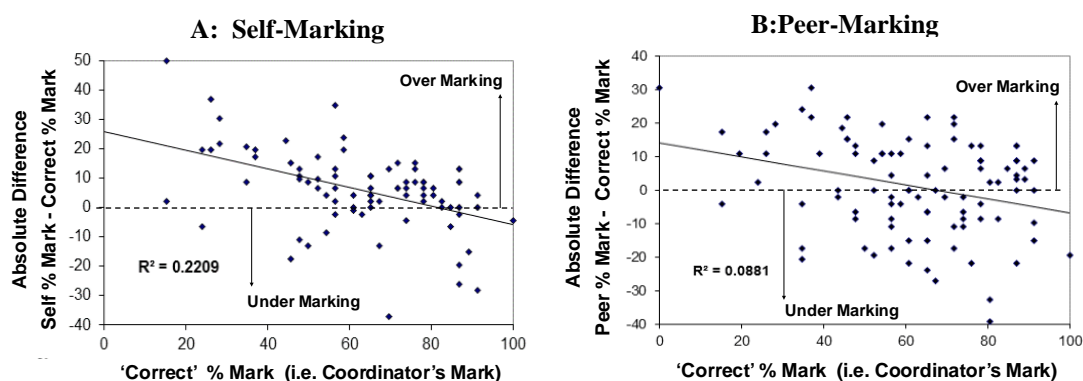 A: Self-Marking
Absolute Difference
Self % Mark - Correct % Mark
50
40
30
20
10
0
-10
-20
-30
-40
Over Marking
R² = 0.2209
Under Marking
0
20
40
60
80
100
‘Correct’ % Mark (i.e. Coordinator’s Mark)
B:Peer-Marking
Absolute Difference
Peer % Mark - Correct % Mark
40
30
20
10
0
-10
-20
-30
-40
Over Marking
R² = 0.0881
Under Marking
0
20
40
60
80
100
‘Correct’ % Mark (i.e. Coordinator’s Mark)